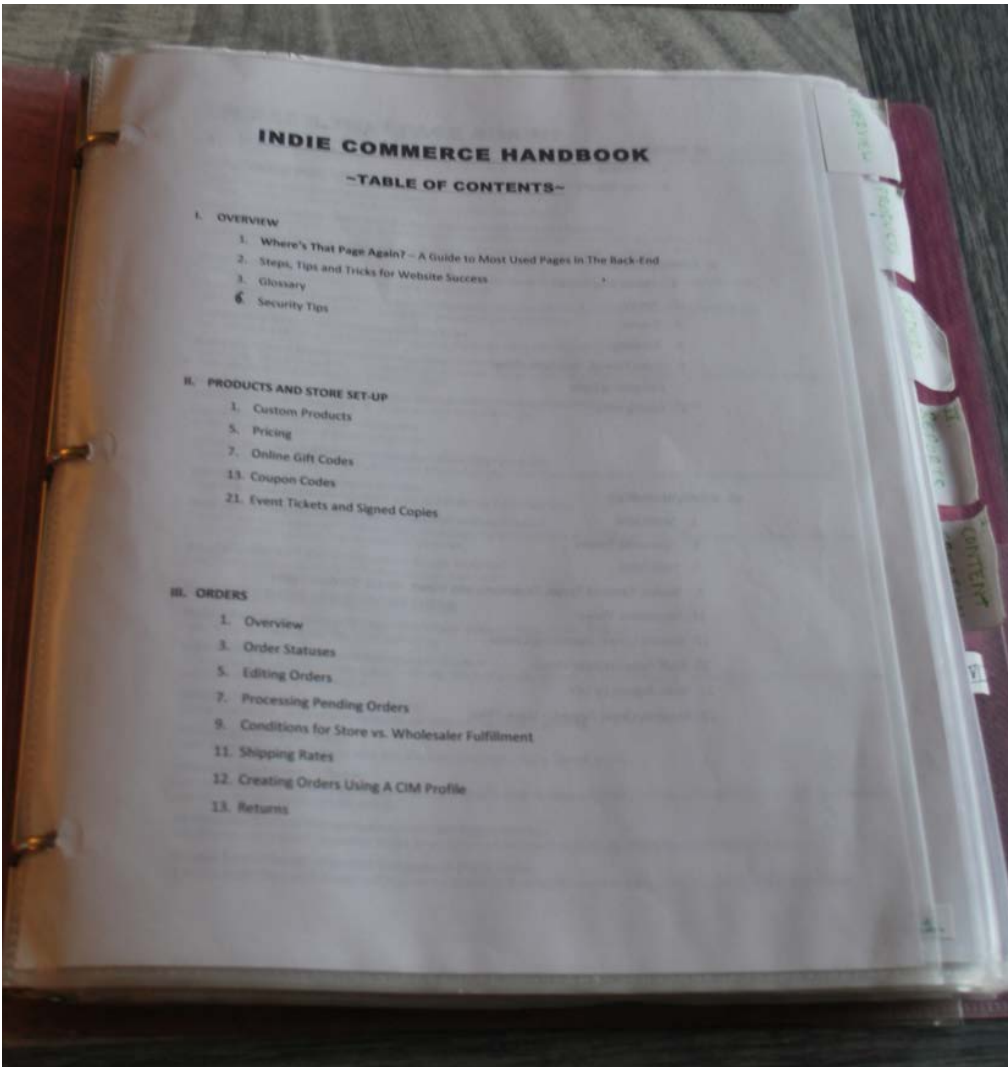 INDIE COMMERCE HANDBOOK
~TABLE OF CONTENTS~
I. OVERVIEW
1. Where's That Page Again? – A Guide to Most Used Pages In The Back-End
2. Steps, Tips and Tricks for Website Success
3. Glossary
6 Security Tips
II. PRODUCTS AND STORE SET-UP
1. Custom Products
5. Pricing
7. Online Gift Codes
13. Coupon Codes
21. Event Tickets and Signed Copies
III. ORDERS
1. Overview
3. Order Statuses
5. Editing Orders
7. Processing Pending Orders
9. Conditions for Store vs. Wholesaler Fulfillment
11. Shipping Rates
12. Creating Orders Using A CIM Profile
13. Returns
CONTENT